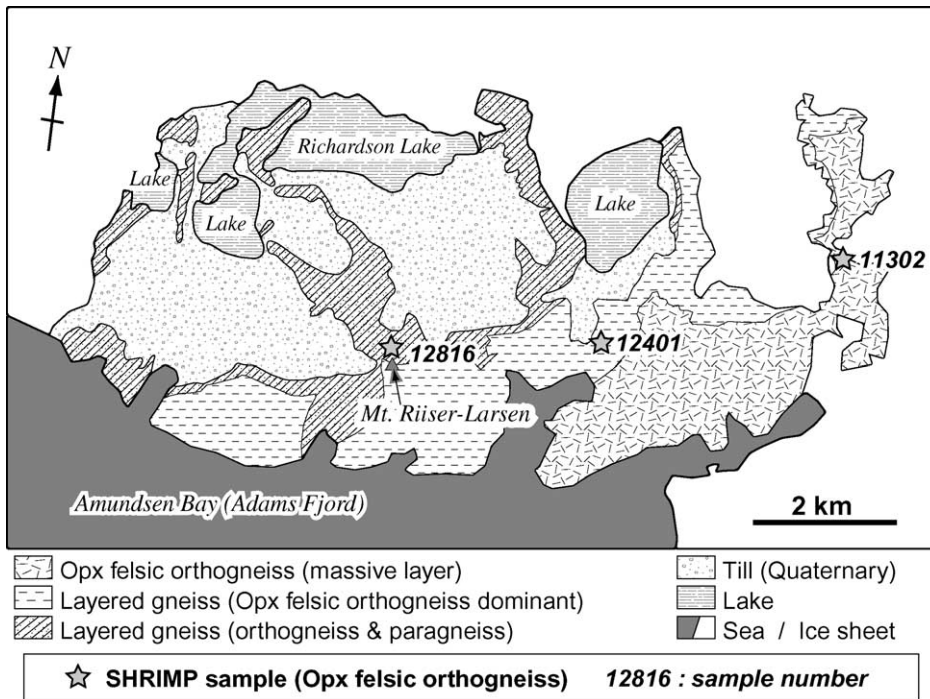 N
Richardson Lake
Lake
Lake
Lake
11302
12816
12401
Mt. Riiser-Larsen
Amundsen Bay (Adams Fjord)
2 km
Opx felsic orthogneiss (massive layer)
Till (Quaternary)
Layered gneiss (Opx felsic orthogneiss dominant)
Lake
Layered gneiss (orthogneiss & paragneiss)
Sea / Ice sheet
SHRIMP sample (Opx felsic orthogneiss) 12816 : sample number